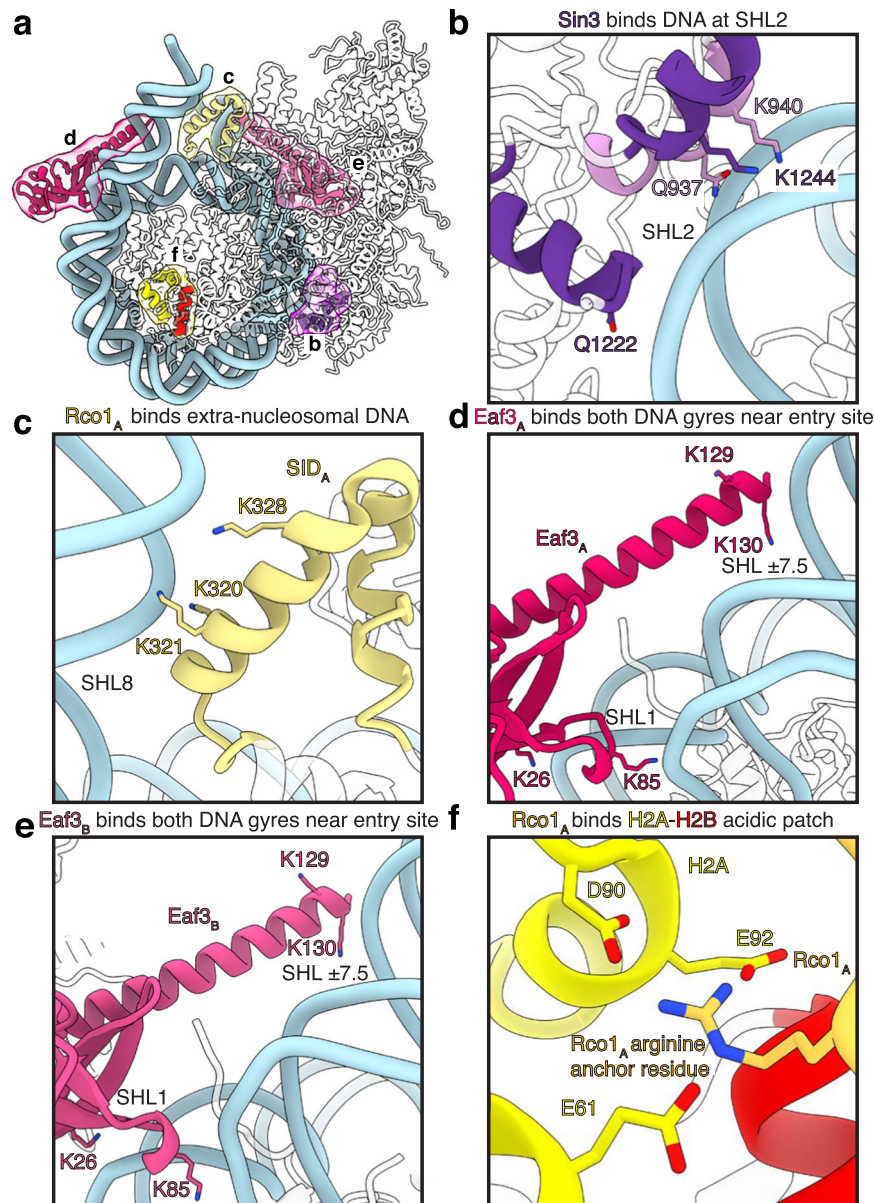 a
c
d
e
f
b
b
Sin3 binds DNA at SHL2
K940
Q937
K1244
SHL2
Q1222
c
Rco1A binds extra-nucleosomal DNA
SIDA
K328
K320
K321
SHL8
d
Eaf3A binds both DNA gyres near entry site
K129
Eaf3A
K130
SHL ±7.5
SHL1
K26
K85
e
Eaf3B binds both DNA gyres near entry site
K129
Eaf3B
K130
SHL ±7.5
SHL1
K26
K85
f
Rco1A binds H2A-H2B acidic patch
H2A
D90
E92
Rco1A
Rco1A arginine
anchor residue
E61